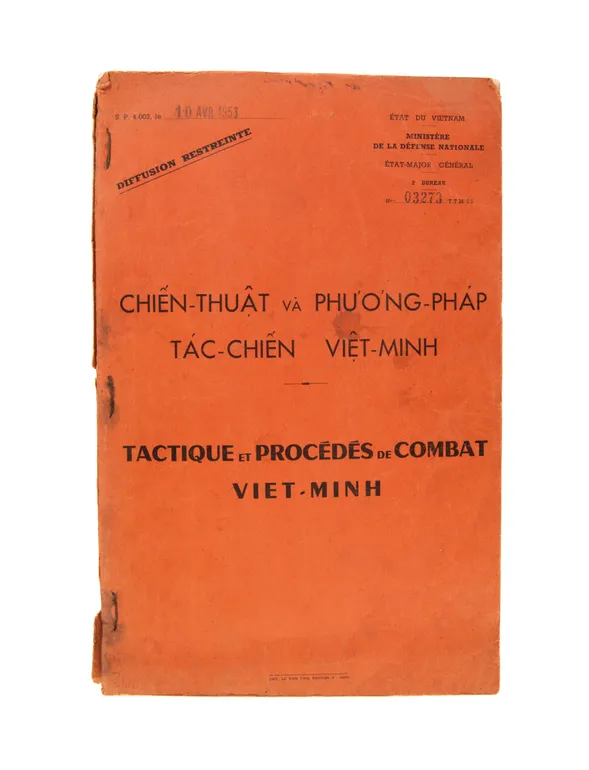 S. P. 4.003, le 10 AVR 1953
DIFFUSION RESTREINTE
ÉTAT DU VIETNAM
MINISTÈRE
DE LA DÉFENSE NATIONALE
ÉTAT-MAJOR GÉNÉRAL
2 BUREAU
03273
CHIẾN-THUẬT VÀ PHƯƠNG-PHÁP
TÁC-CHIẾN VIỆT-MINH
TACTIQUE ET PROCÉDÉS DE COMBAT
VIET-MINH